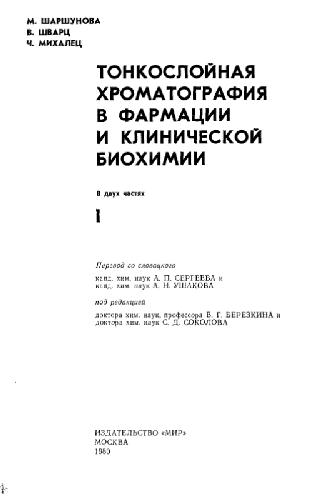 М. ШАРШУНОВА
В. ШВАРЦ
Ч. МИХАЛЕЦ
ТОНКОСЛОЙНАЯ
ХРОМАТОГРАФИЯ
В ФАРМАЦИИ
И КЛИНИЧЕСКОЙ
БИОХИМИИ
В двух частях
1
Перевод со словацкого
канд. хим. наук А. П. СЕРГЕЕВА и
канд. хим. наук А. Н. УШАКОВА
под редакцией
доктора хим. наук, профессора В. Г. БЕРЕЗКИНА и
доктора хим. наук С. Д. СОКОЛОВА
ИЗДАТЕЛЬСТВО «МИР»
МОСКВА
1980